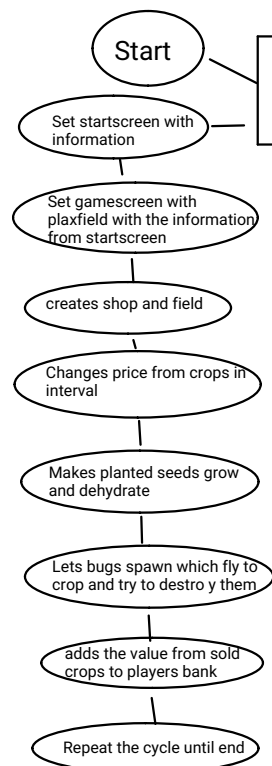 Start
Set startscreen with
information
Set gamescreen with
plaxfield with the information
from startscreen
creates shop and field
Changes price from crops in
interval
Makes planted seeds grow
and dehydrate
Lets bugs spawn which fly to
crop and try to destro y them
adds the value from sold
crops to players bank
Repeat the cycle until end